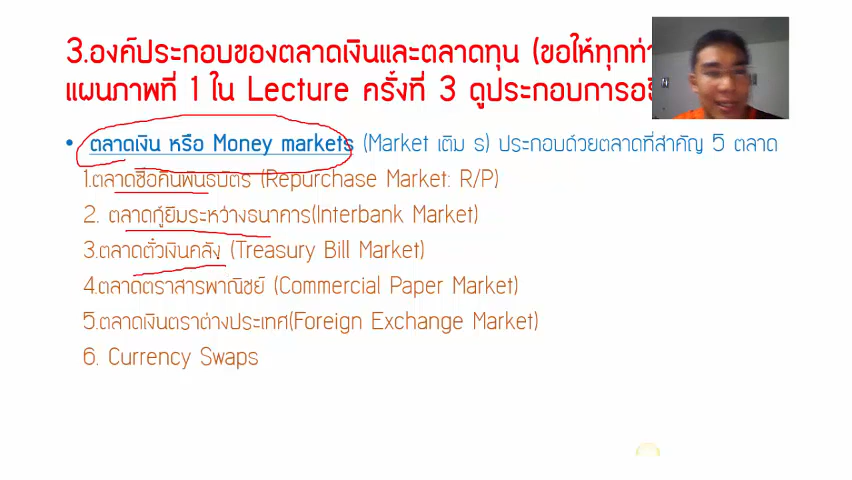 3.องค์ประกอบของตลาดเงินและตลาดทุน (ขอให้ทุกท่า
แผนภาพที่ 1 ใน Lecture ครั้งที่ 3 ดูประกอบการอธิ
• ตลาดเงิน หรือ Money markets (Market เติม s) ประกอบด้วยตลาดที่สำคัญ 5 ตลาด
1.ตลาดซื้อคืนพันธบัตร (Repurchase Market: R/P)
2. ตลาดกู้ยืมระหว่างธนาคาร(Interbank Market)
3.ตลาดตั๋วเงินคลัง (Treasury Bill Market)
4.ตลาดตราสารพาณิชย์ (Commercial Paper Market)
5.ตลาดเงินตราต่างประเทศ(Foreign Exchange Market)
6. Currency Swaps